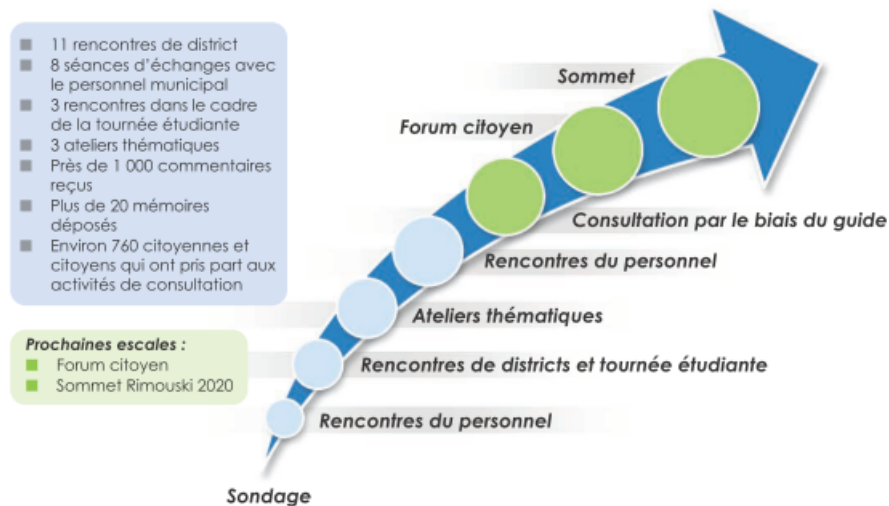 11 rencontres de district
8 séances d'échanges avec
le personnel municipal
3 rencontres dans le cadre
de la tournée étudiante
3 ateliers thématiques
Près de 1 000 commentaires
reçus
Plus de 20 mémoires
déposés
Environ 760 citoyennes et
citoyens qui ont pris part aux
activités de consultation
Prochaines escales :
Forum citoyen
Sommet Rimouski 2020
Sommet
Forum citoyen
Consultation par le biais du guide
Rencontres du personnel
Ateliers thématiques
Rencontres de districts et tournée étudiante
Rencontres du personnel
Sondage